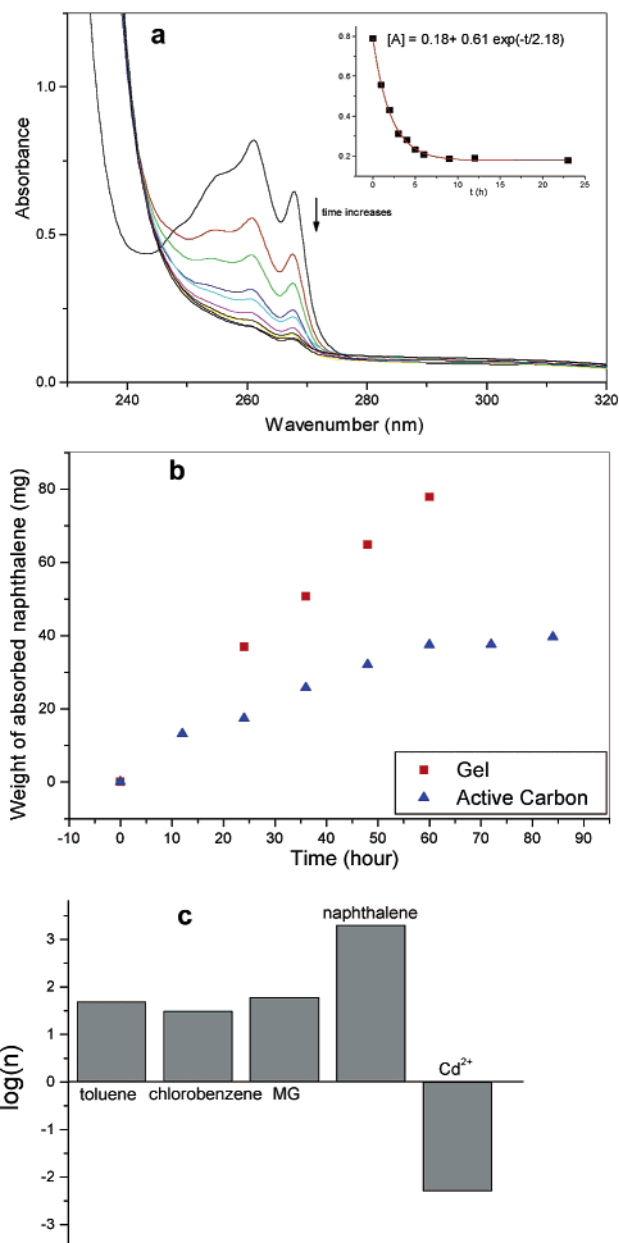 a
[A] = 0.18+ 0.61 exp(-t/2.18)
0.8
0.6
0.4
0.2
0 5 10 15 20 25
t (h)
time increases
Absorbance
1.0
0.5
0.0
240 260 280 300 320
Wavenumber (nm)
b
Weight of absorbed naphthalene (mg)
80
60
40
20
0
Gel
Active Carbon
-10 0 10 20 30 40 50 60 70 80 90
Time (hour)
c
log(n)
3
2
1
0
-1
-2
-3
naphthalene
Cd²⁺
toluene chlorobenzene MG